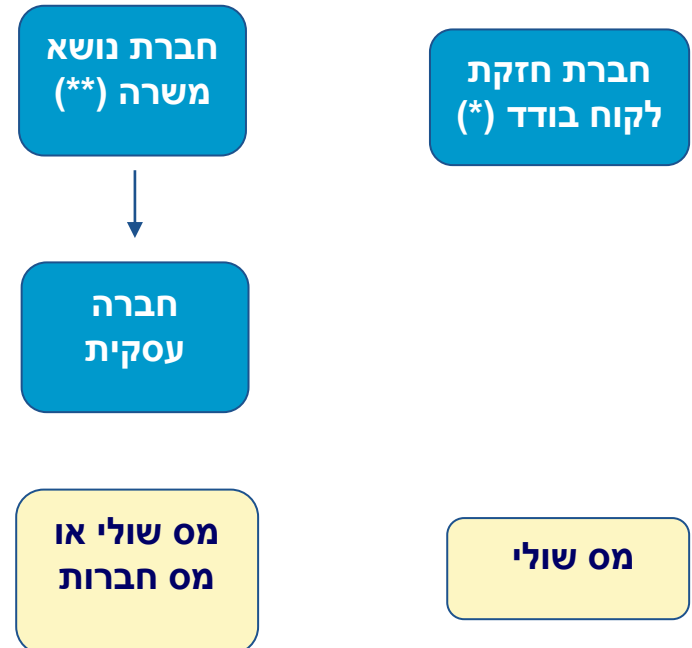 חברת נושא
משרה (**)
חברת חזקת
לקוח בודד (*)
חברה
עסקית
מס שולי או
מס חברות
מס שולי